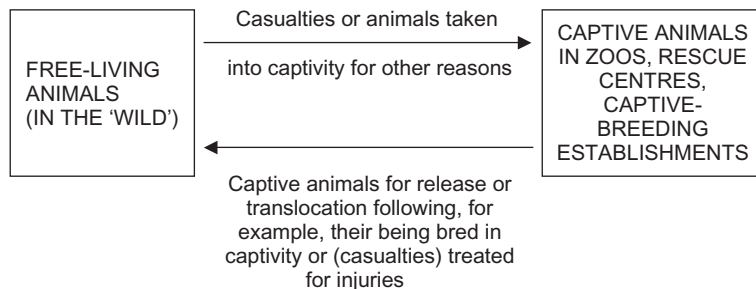 FREE-LIVING
ANIMALS
(IN THE ‘WILD’)
Casualties or animals taken
into captivity for other reasons
CAPTIVE ANIMALS
IN ZOOS, RESCUE
CENTRES,
CAPTIVE-
BREEDING
ESTABLISHMENTS
Captive animals for release or
translocation following, for
example, their being bred in
captivity or (casualties) treated
for injuries